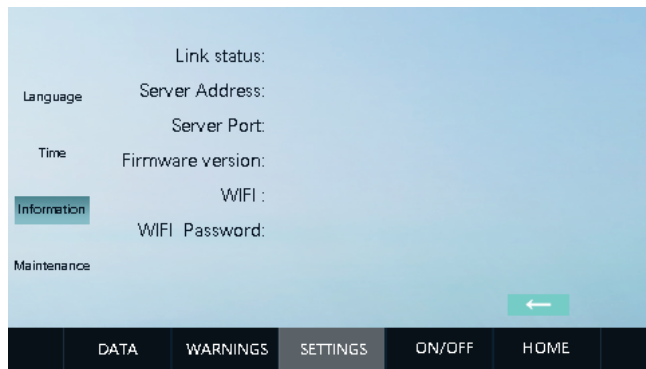 Language
Time
Information
Maintenance
Link status:
Server Address:
Server Port:
Firmware version:
WIFI :
WIFI Password:
←
DATA WARNINGS SETTINGS ON/OFF HOME